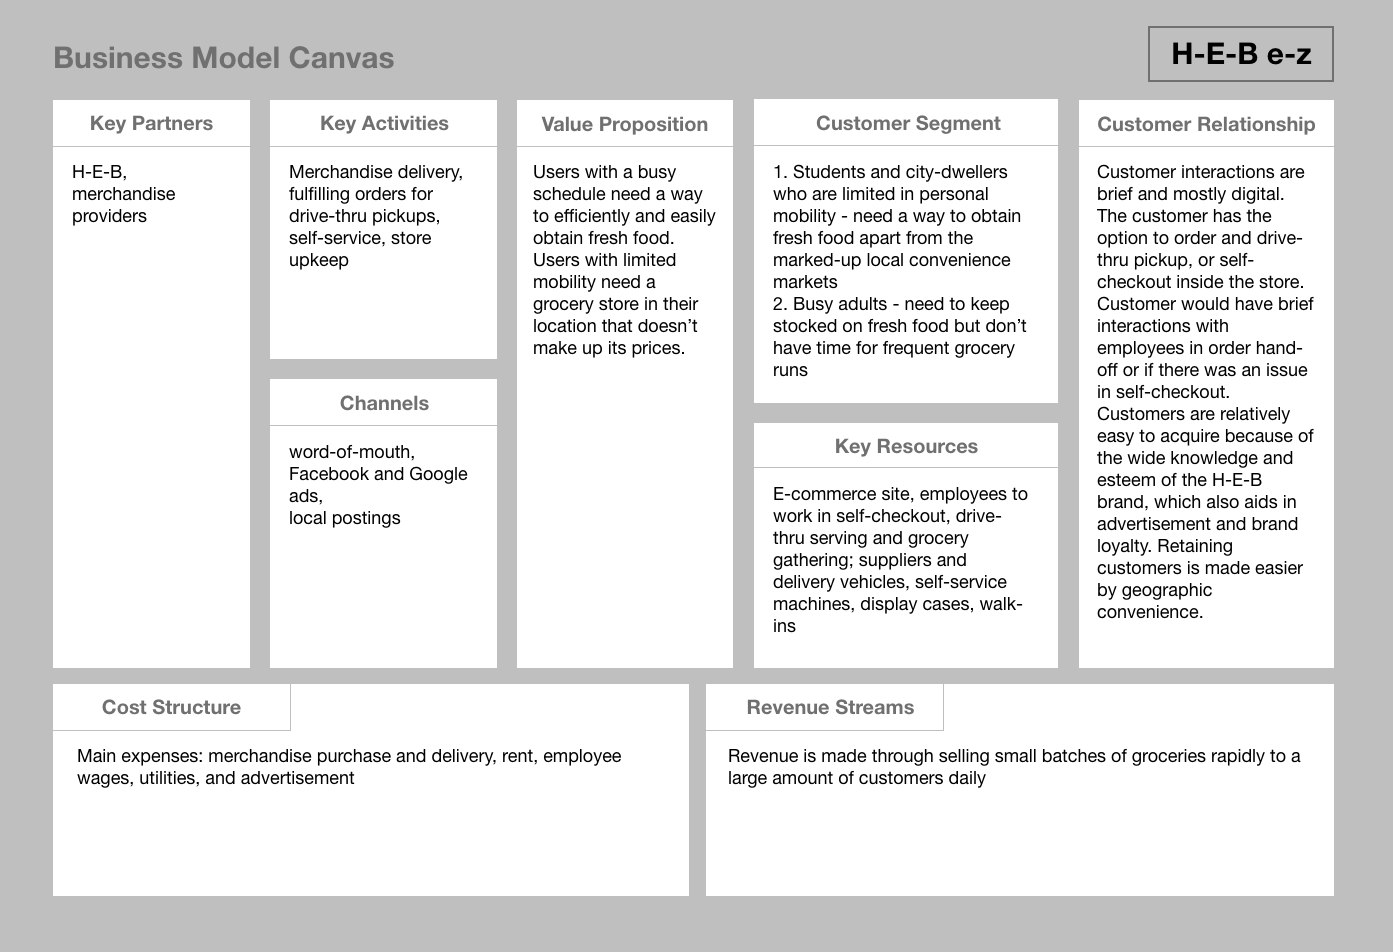 Business Model Canvas
H-E-B e-z
Key Partners
H-E-B,
merchandise
providers
Key Activities
Merchandise delivery,
fulfilling orders for
drive-thru pickups,
self-service, store
upkeep
Channels
word-of-mouth,
Facebook and Google
ads,
local postings
Value Proposition
Users with a busy
schedule need a way
to efficiently and easily
obtain fresh food.
Users with limited
mobility need a
grocery store in their
location that doesn’t
make up its prices.
Customer Segment
1. Students and city-dwellers
who are limited in personal
mobility - need a way to obtain
fresh food apart from the
marked-up local convenience
markets
2. Busy adults - need to keep
stocked on fresh food but don’t
have time for frequent grocery
runs
Key Resources
E-commerce site, employees to
work in self-checkout, drive-
thru serving and grocery
gathering; suppliers and
delivery vehicles, self-service
machines, display cases, walk-
ins
Customer Relationship
Customer interactions are
brief and mostly digital.
The customer has the
option to order and drive-
thru pickup, or self-
checkout inside the store.
Customer would have brief
interactions with
employees in order hand-
off or if there was an issue
in self-checkout.
Customers are relatively
easy to acquire because of
the wide knowledge and
esteem of the H-E-B
brand, which also aids in
advertisement and brand
loyalty. Retaining
customers is made easier
by geographic
convenience.
Cost Structure
Main expenses: merchandise purchase and delivery, rent, employee
wages, utilities, and advertisement
Revenue Streams
Revenue is made through selling small batches of groceries rapidly to a
large amount of customers daily